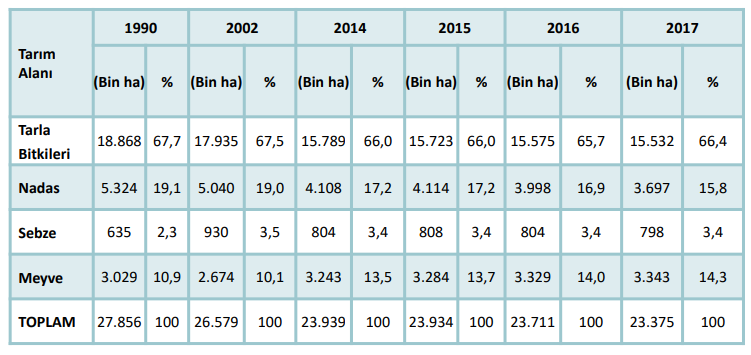 Tarım Alanı 1990 2002 2014 2015 2016 2017
(Bin ha) % (Bin ha) % (Bin ha) % (Bin ha) % (Bin ha) % (Bin ha) %
Tarla Bitkileri 18.868 67,7 17.935 67,5 15.789 66,0 15.723 66,0 15.575 65,7 15.532 66,4
Nadas 5.324 19,1 5.040 19,0 4.108 17,2 4.114 17,2 3.998 16,9 3.697 15,8
Sebze 635 2,3 930 3,5 804 3,4 808 3,4 804 3,4 798 3,4
Meyve 3.029 10,9 2.674 10,1 3.243 13,5 3.284 13,7 3.329 14,0 3.343 14,3
TOPLAM 27.856 100 26.579 100 23.939 100 23.934 100 23.711 100 23.375 100